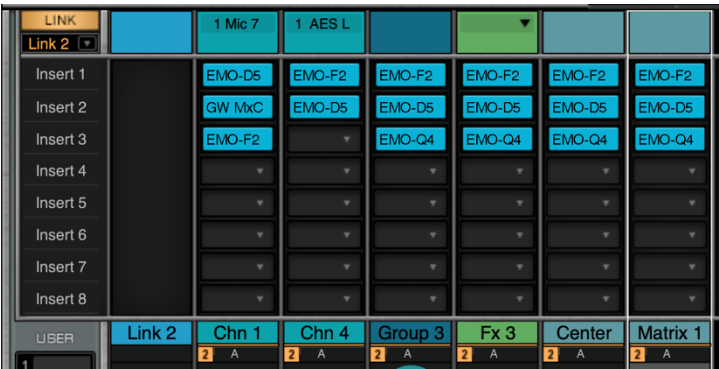 LINK 1 Mic 7 1 AES L
Link 2
Insert 1 EMO-D5 EMO-F2 EMO-F2 EMO-F2 EMO-F2 EMO-F2
Insert 2 GW MxC EMO-D5 EMO-D5 EMO-D5 EMO-D5 EMO-D5
Insert 3 EMO-F2 EMO-Q4 EMO-Q4 EMO-Q4 EMO-Q4
Insert 4
Insert 5
Insert 6
Insert 7
Insert 8
USER Link 2 Chn 1 Chn 4 Group 3 Fx 3 Center Matrix 1
1 2 A 2 A 2 A 2 A 2 A 2 A